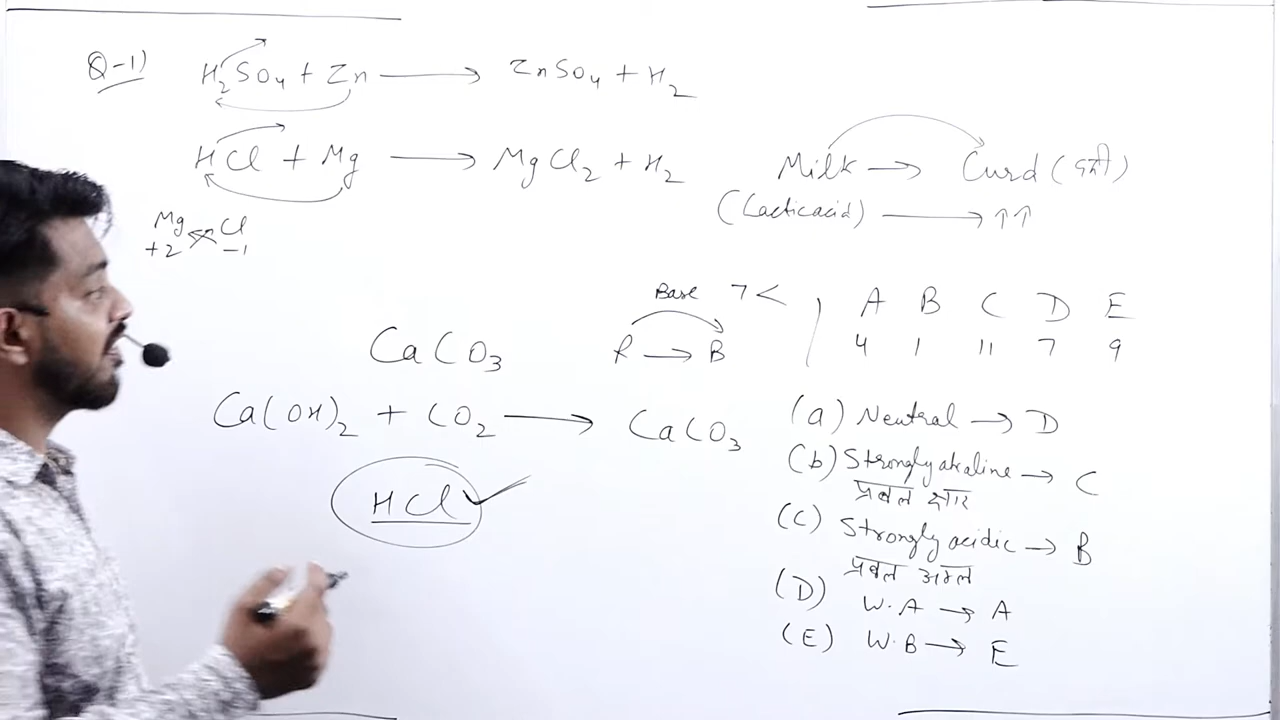 Q-1) H₂SO₄ + Zn ⟶ ZnSO₄ + H₂
HCl + Mg ⟶ MgCl₂ + H₂
Mg Cl
+2 -1
Milk → Curd (दही)
(Lacticacid) ⟶ ↑↑
Base 7 <
R → B
A B C D E
4 1 11 7 9
CaCO₃
Ca(OH)₂ + CO₂ ⟶ CaCO₃
HCl ✓
(a) Neutral → D
(b) Strongly alkaline → C
प्रबल क्षार
(C) Strongly acidic → B
प्रबल अम्ल
(D) W.A → A
(E) W.B → E